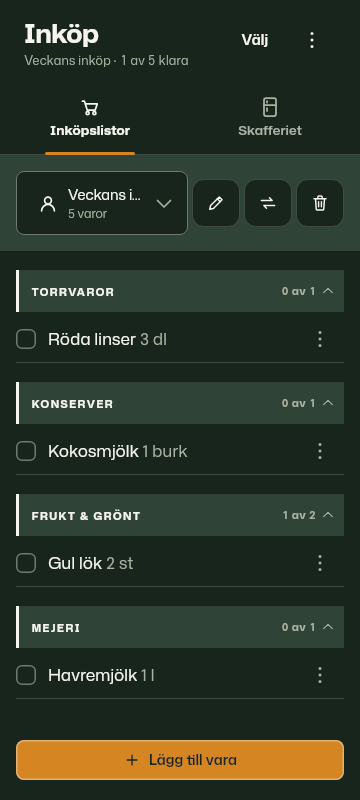 Inköp
Välj
Veckans inköp · 1 av 5 klara
Inköpslistor
Skafferiet
Veckans i...
5 varor
TORRVAROR
0 av 1
Röda linser 3 dl
KONSERVER
0 av 1
Kokosmjölk 1 burk
FRUKT & GRÖNT
1 av 2
Gul lök 2 st
MEJERI
0 av 1
Havremjölk 1 l
Lägg till vara